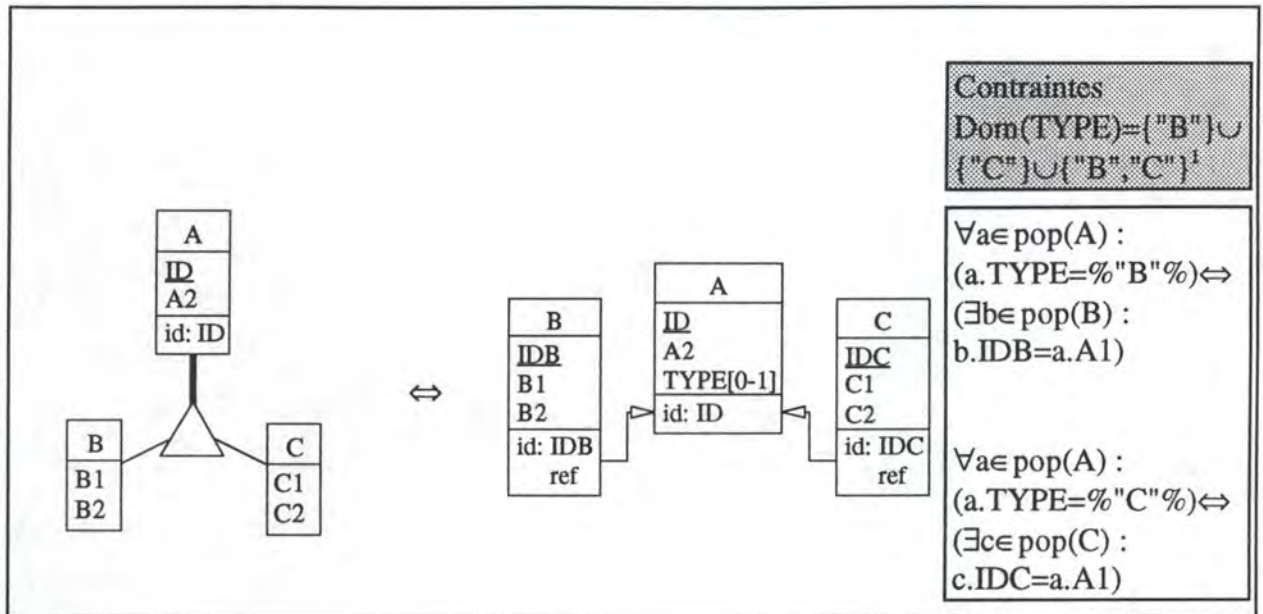 Contraintes
Dom(TYPE)={"B"}∪
{"C"}∪{"B","C"}¹
A
ID
A2
id: ID
B
B1
B2
C
C1
C2
⇔
B
IDB
B1
B2
id: IDB
ref
A
ID
A2
TYPE[0-1]
id: ID
C
IDC
C1
C2
id: IDC
ref
∀a∈pop(A) :
(a.TYPE=%"B"%)⇔
(∃b∈pop(B) :
b.IDB=a.A1)
∀a∈pop(A) :
(a.TYPE=%"C"%)⇔
(∃c∈pop(C) :
c.IDC=a.A1)